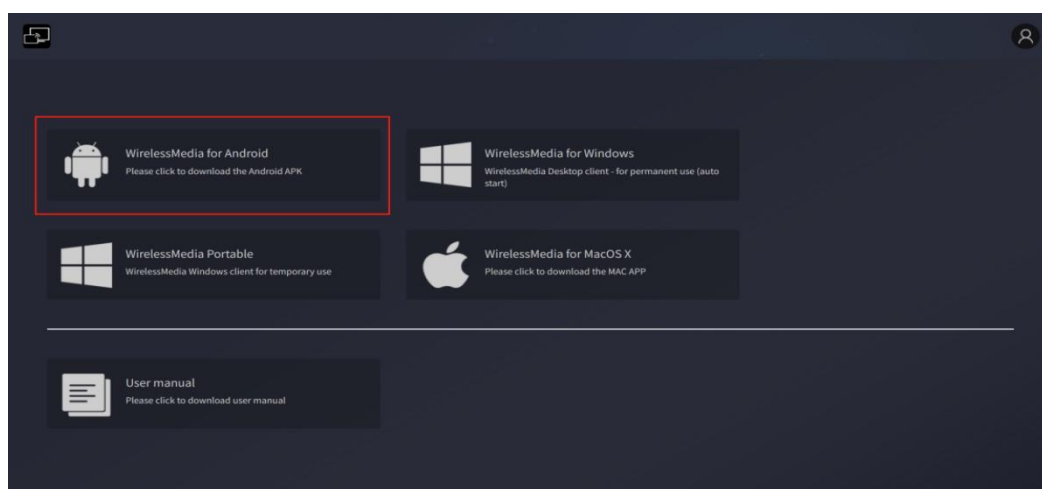 WirelessMedia for Android
Please click to download the Android APK
WirelessMedia for Windows
WirelessMedia Desktop client - for permanent use (auto
start)
WirelessMedia Portable
WirelessMedia Windows client for temporary use
WirelessMedia for MacOS X
Please click to download the MAC APP
User manual
Please click to download user manual